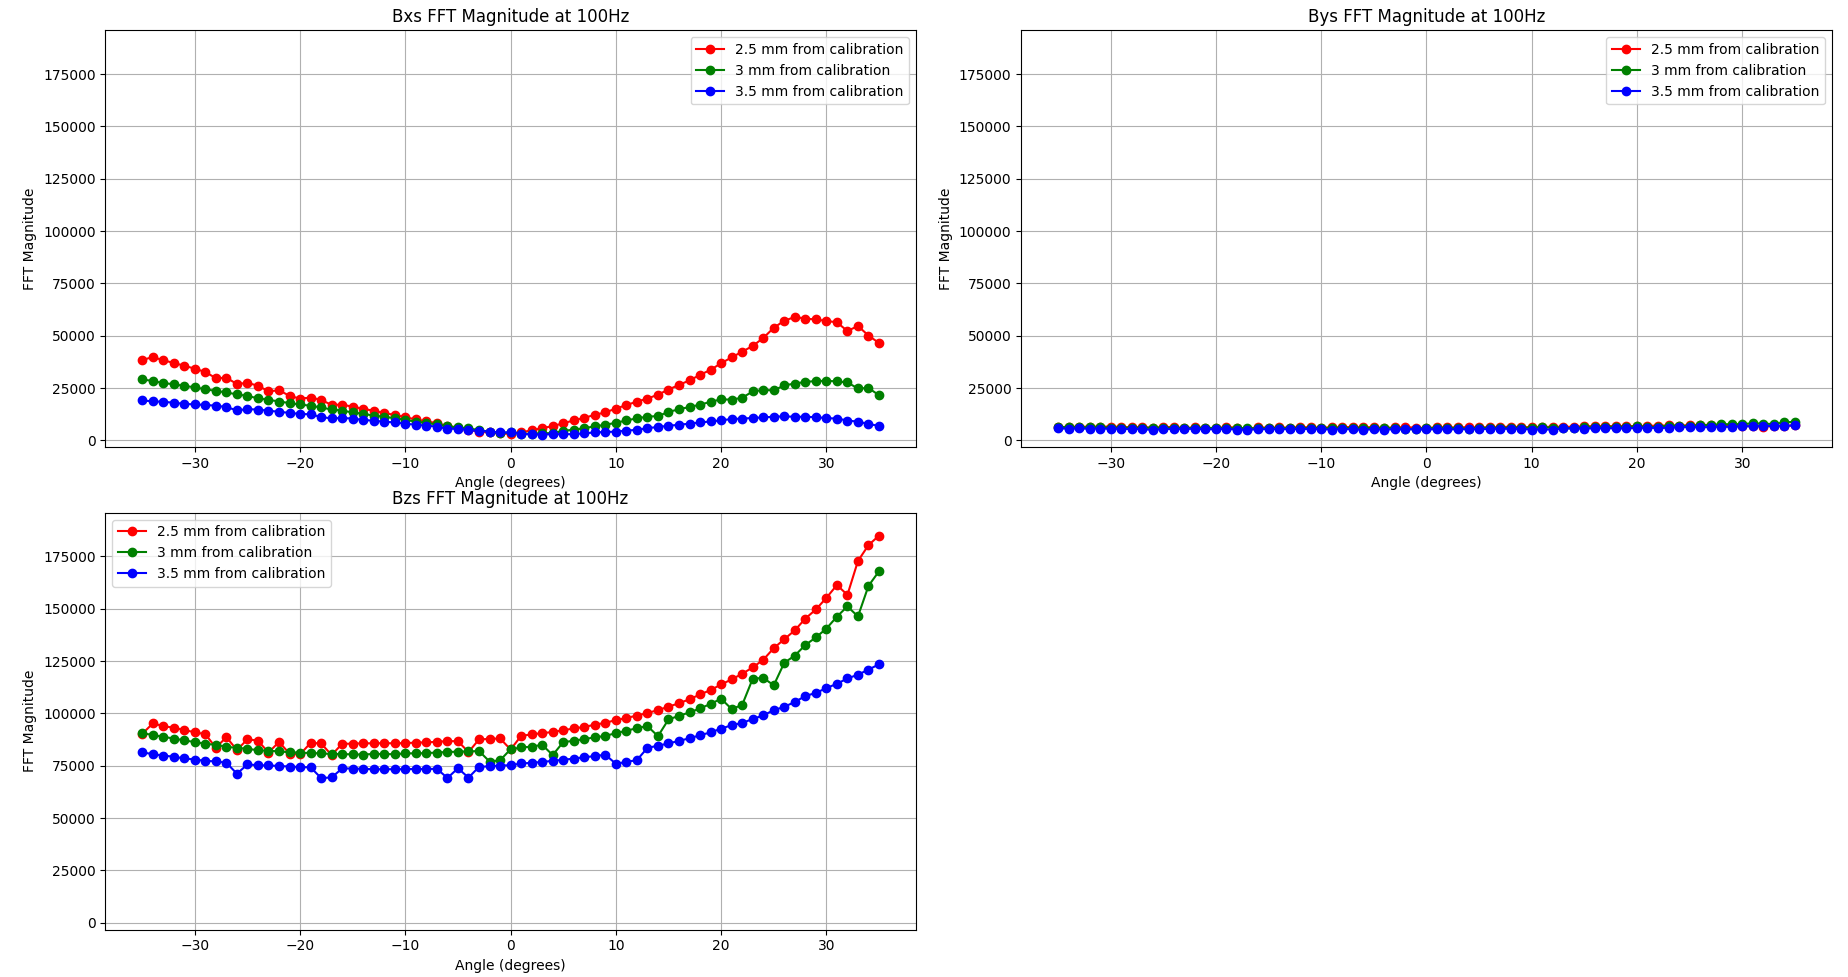 Bxs FFT Magnitude at 100Hz
2.5 mm from calibration
3 mm from calibration
3.5 mm from calibration
175000
150000
125000
100000
75000
50000
25000
0
FFT Magnitude
−30 −20 −10 0 10 20 30
Angle (degrees)
Bys FFT Magnitude at 100Hz
2.5 mm from calibration
3 mm from calibration
3.5 mm from calibration
175000
150000
125000
100000
75000
50000
25000
0
FFT Magnitude
−30 −20 −10 0 10 20 30
Angle (degrees)
Bzs FFT Magnitude at 100Hz
2.5 mm from calibration
3 mm from calibration
3.5 mm from calibration
175000
150000
125000
100000
75000
50000
25000
0
FFT Magnitude
−30 −20 −10 0 10 20 30
Angle (degrees)